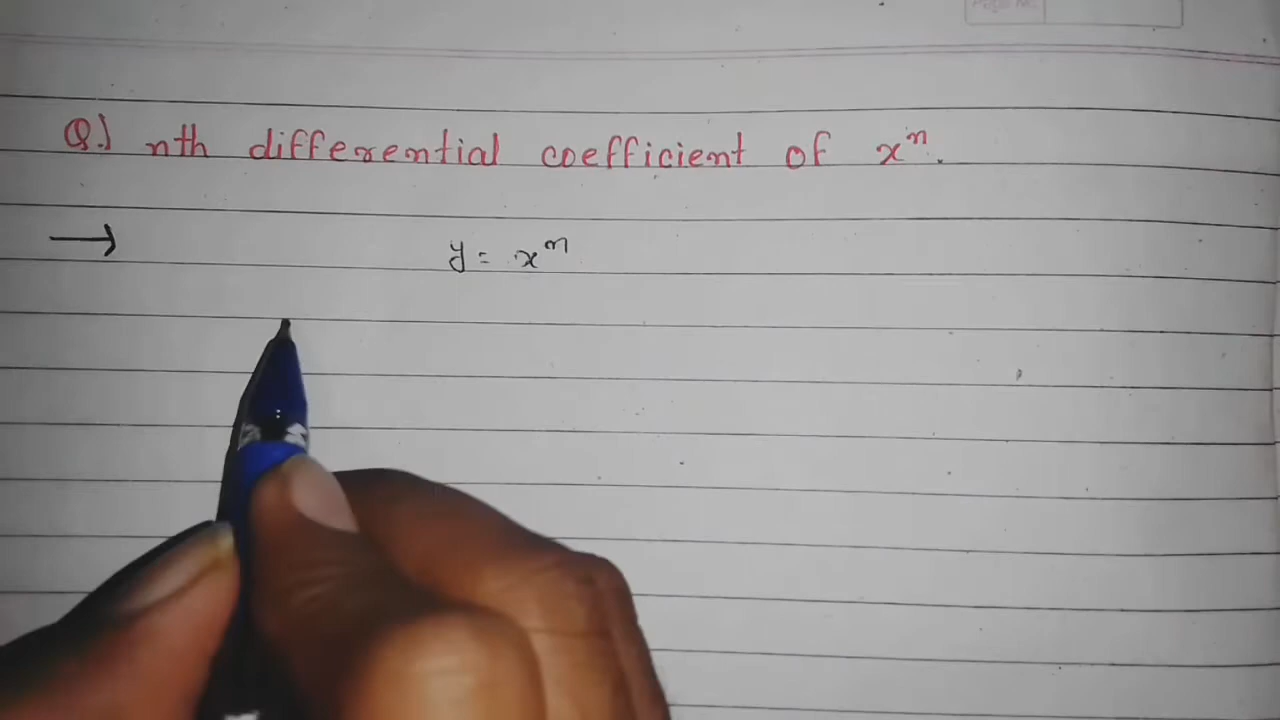 Q.) nth differential coefficient of xⁿ.
→ y = xⁿ